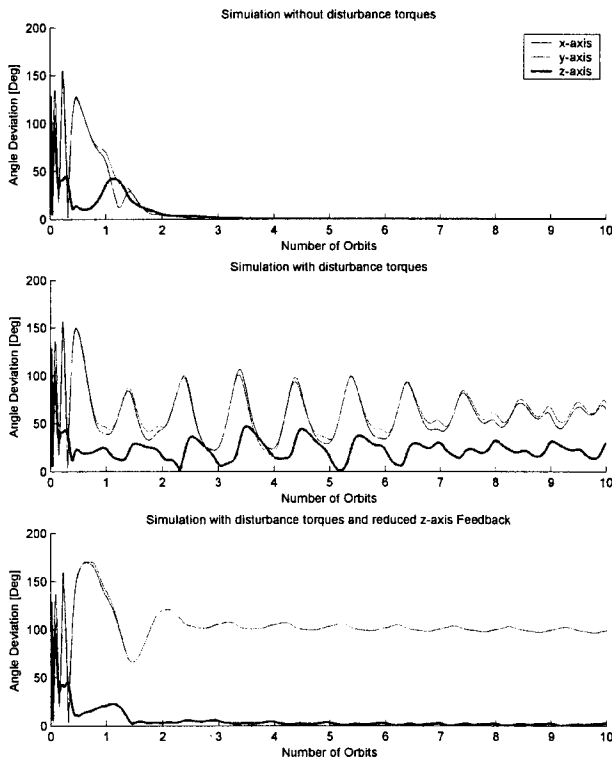 Simulation without disturbance torques
x-axis
y-axis
z-axis
Angle Deviation [Deg]
200
150
100
50
0
0 1 2 3 4 5 6 7 8 9 10
Number of Orbits
Simulation with disturbance torques
Angle Deviation [Deg]
200
150
100
50
0
0 1 2 3 4 5 6 7 8 9 10
Number of Orbits
Simulation with disturbance torques and reduced z-axis Feedback
Angle Deviation [Deg]
200
150
100
50
0
0 1 2 3 4 5 6 7 8 9 10
Number of Orbits